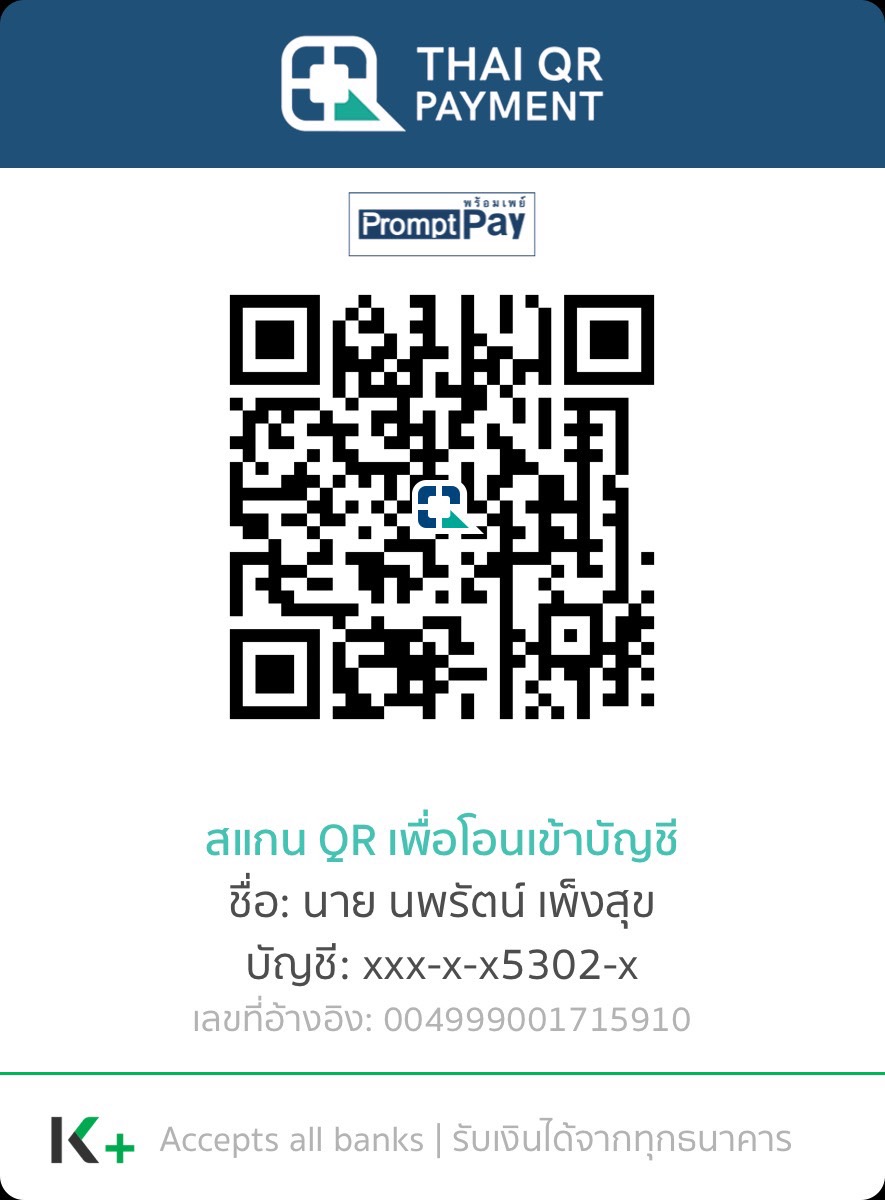 THAI QR
PAYMENT
พร้อมเพย์
PromptPay
สแกน QR เพื่อโอนเข้าบัญชี
ชื่อ: นาย นพรัตน์ เพ็งสุข
บัญชี: xxx-x-x5302-x
เลขที่อ้างอิง: 004999001715910
K+ Accepts all banks | รับเงินได้จากทุกธนาคาร